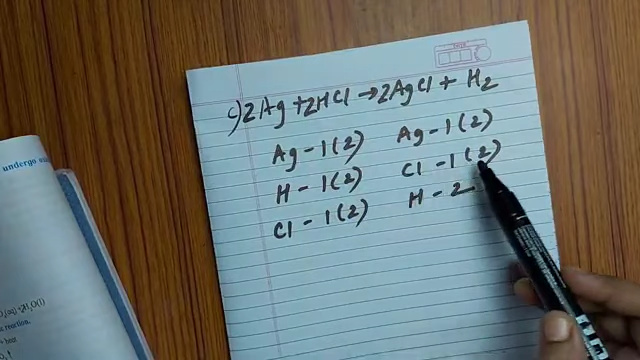 c) 2Ag + 2HCl → 2AgCl + H₂
Ag - 1(2) Ag - 1(2)
H - 1(2) Cl - 1(2)
Cl - 1(2) H - 2
undergo
reaction.